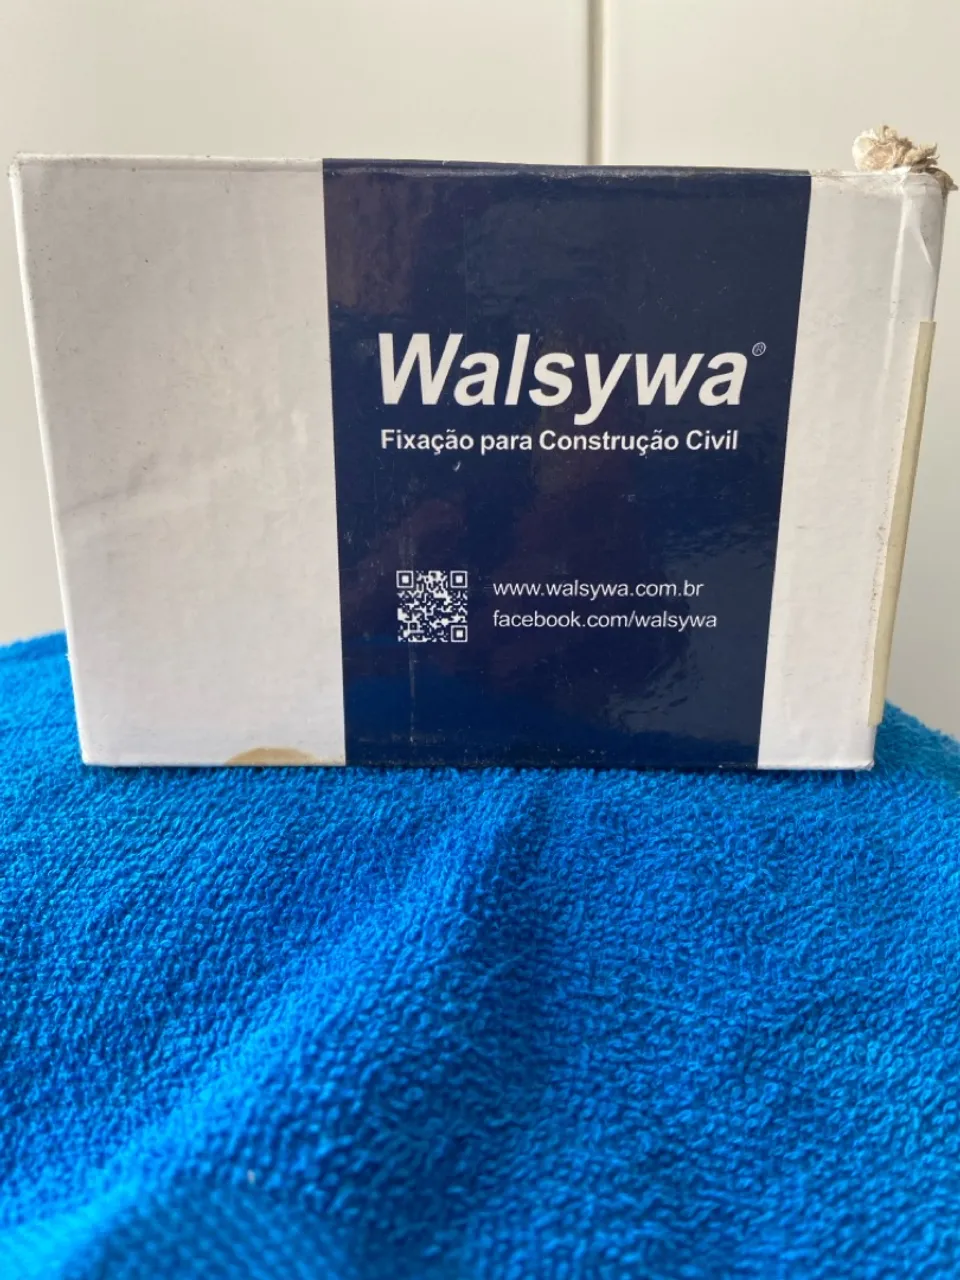 Walsywa®
Fixação para Construção Civil
www.walsywa.com.br
facebook.com/walsywa